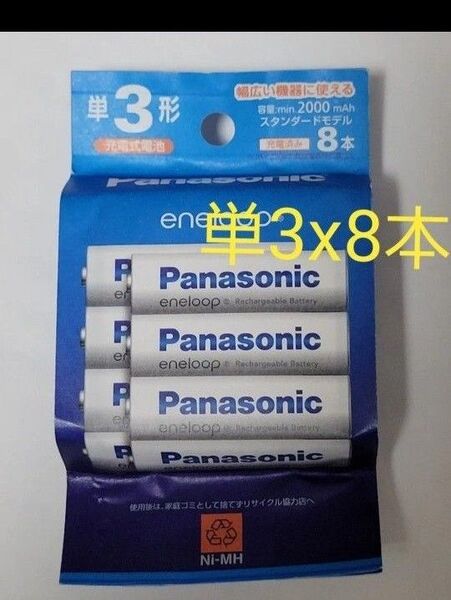 単3形
充電式電池
幅広い機器に使える
容量:min.2000 mAh
スタンダードモデル
充電済み 8本
Panasonic
eneloop®
単3x8本
Panasonic
eneloop® Rechargeable Battery
Panasonic
eneloop® Rechargeable Battery
Panasonic
eneloop® Rechargeable Battery
Panasonic
P
en
P
en
P
en
P
使用後は、家庭ゴミとして捨てずリサイクル協力店へ
Ni-MH